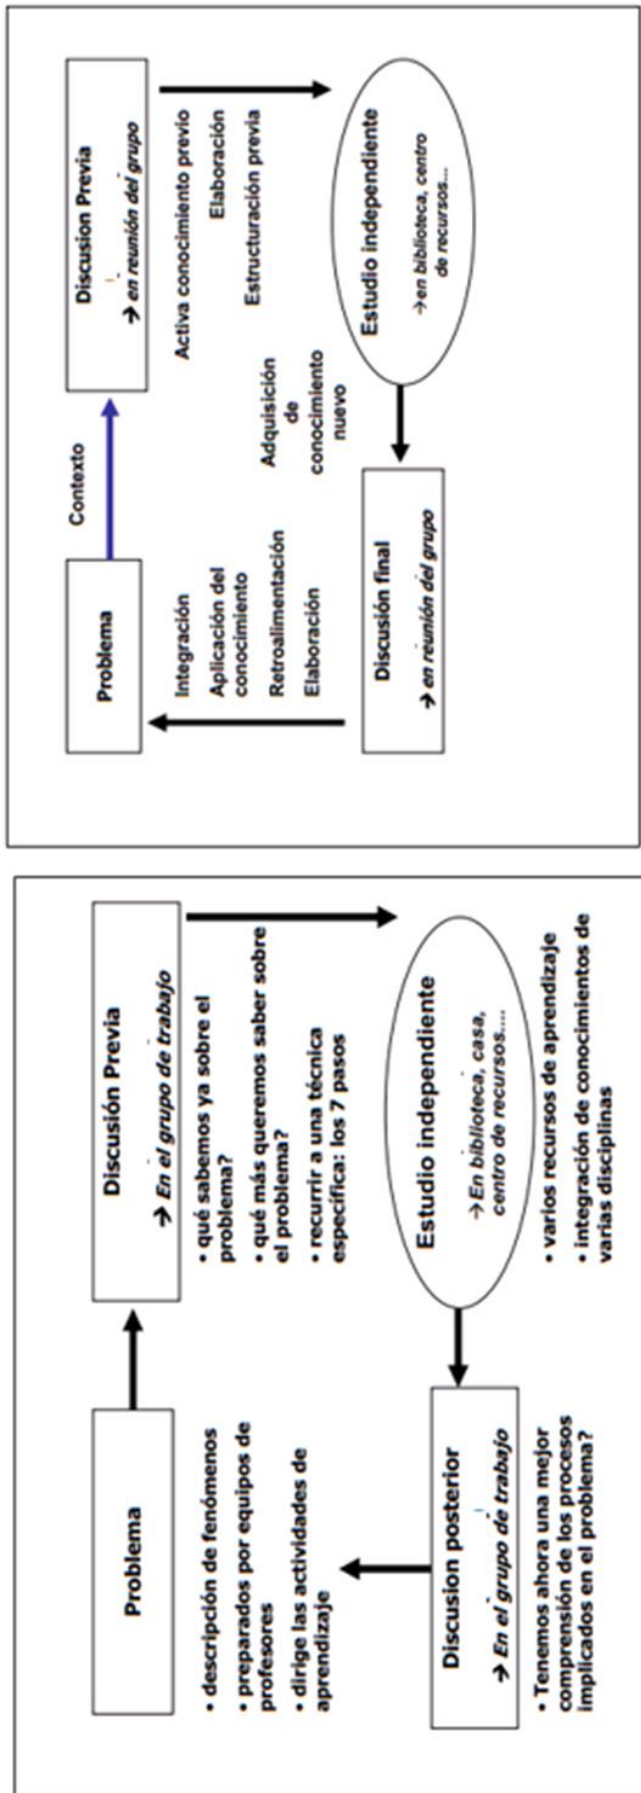 Problema
• descripción de fenómenos
• preparados por equipos de
profesores
• dirige las actividades de
aprendizaje
Discusión Previa
→ En el grupo de trabajo
• qué sabemos ya sobre el
problema?
• qué más queremos saber sobre
el problema?
• recurrir a una técnica
específica: los 7 pasos
Estudio independiente
→En biblioteca, casa,
centro de recursos....
• varios recursos de aprendizaje
• integración de conocimientos de
varias disciplinas
Discusion posterior
→ En el grupo de trabajo
• Tenemos ahora una mejor
comprensión de los procesos
implicados en el problema?
Problema
Contexto
Discusion Previa
→ en reunión del grupo
Activa conocimiento previo
Elaboración
Estructuración previa
Estudio independiente
→en biblioteca, centro
de recursos...
Adquisición
de
conocimiento
nuevo
Discusión final
→ en reunión del grupo
Integración
Aplicación del
conocimiento
Retroalimentación
Elaboración